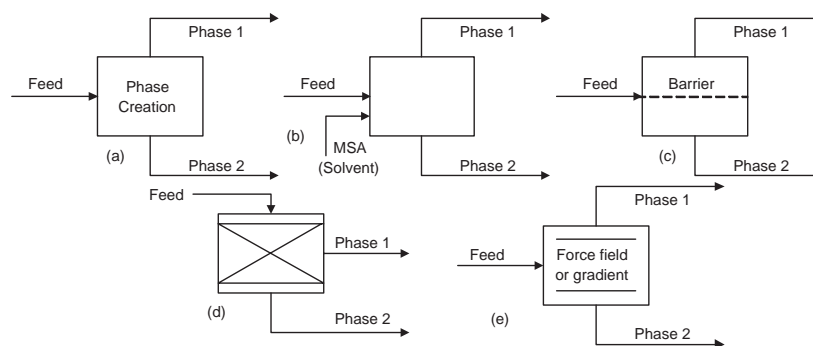 Phase 1
Feed
Phase
Creation
(a)
Phase 2
Phase 1
Feed
(b)
MSA
(Solvent)
Phase 2
Phase 1
Feed
Barrier
(c)
Phase 2
Feed
Phase 1
(d)
Phase 2
Phase 1
Feed
Force field
or gradient
(e)
Phase 2